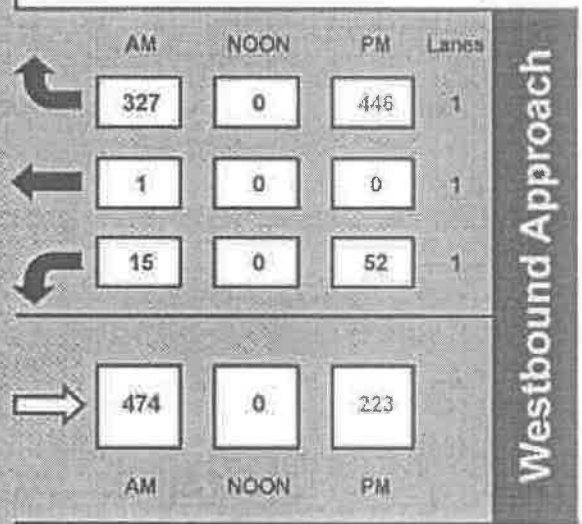 AM NOON PM Lanes
327 0 446 1
1 0 0 1
15 0 52 1
474 0 223
AM NOON PM
Westbound Approach